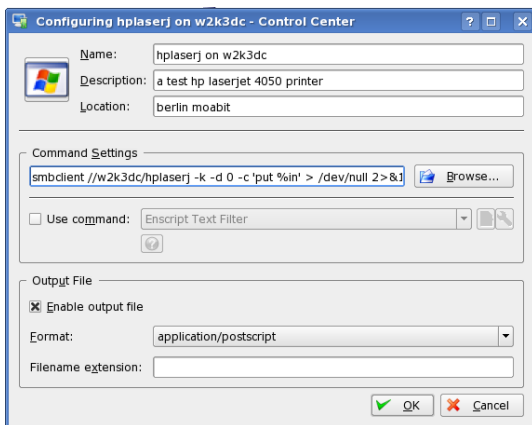 Configuring hplaserj on w2k3dc - Control Center
Name: hplaserj on w2k3dc
Description: a test hp laserjet 4050 printer
Location: berlin moabit
Command Settings
smbclient //w2k3dc/hplaserj -k -d 0 -c 'put %in' > /dev/null 2>&1
Browse...
Use command: Enscript Text Filter
Output File
Enable output file
Format: application/postscript
Filename extension:
OK Cancel